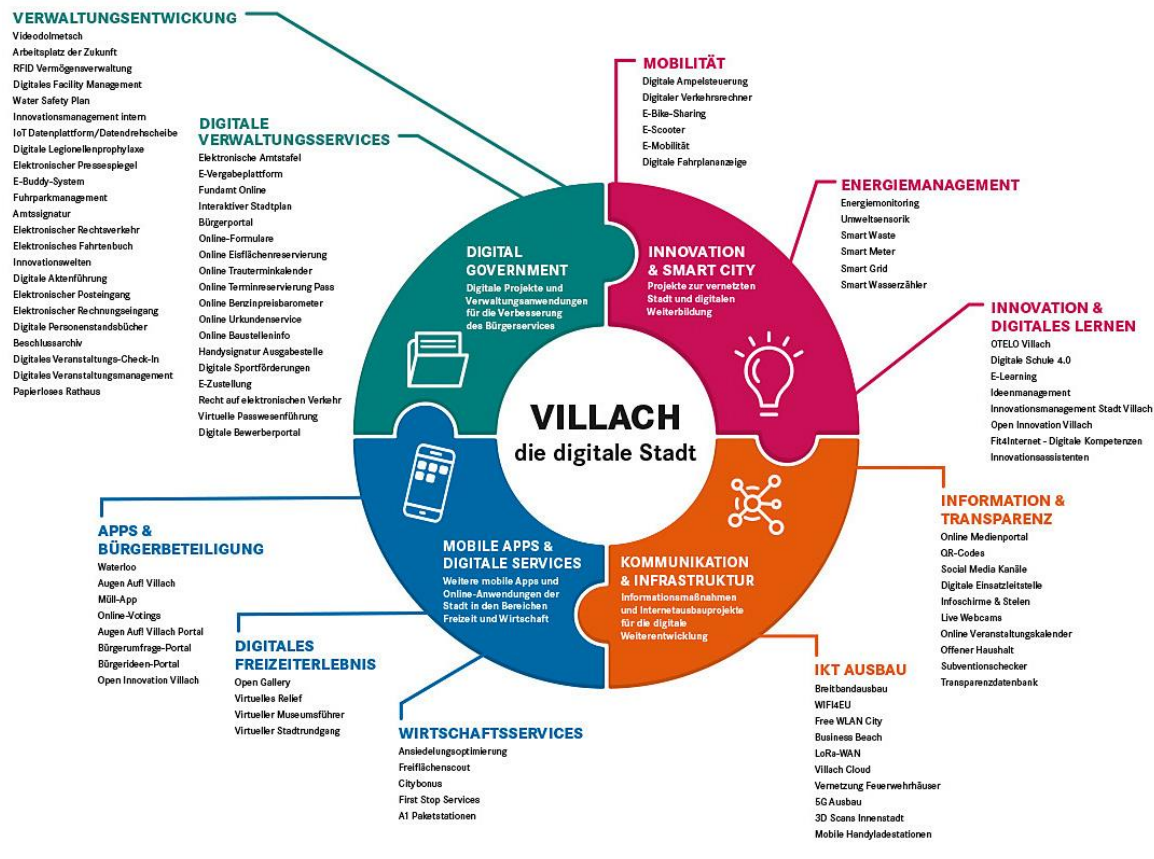 VERWALTUNGSENTWICKUNG
Videodolmetsch
Arbeitsplatz der Zukunft
RFID Vermögensverwaltung
Digitales Facility Management
Water Safety Plan
Innovationsmanagement intern
IoT Datenplattform/Datendrehscheibe
Digitale Legionellenprophylaxe
Elektronischer Pressespiegel
E-Buddy-System
Fuhrparkmanagement
Amtssignatur
Elektronischer Rechtsverkehr
Elektronisches Fahrtenbuch
Innovationswelten
Digitale Aktenführung
Elektronischer Posteingang
Elektronischer Rechnungseingang
Digitale Personenstandsbücher
Beschlussarchiv
Digitales Veranstaltungs-Check-In
Digitales Veranstaltungsmanagement
Papierloses Rathaus
DIGITALE
VERWALTUNGSSERVICES
Elektronische Amtstafel
E-Vergabeplattform
Fundamt Online
Interaktiver Stadtplan
Bürgerportal
Online-Formulare
Online Eisflächenreservierung
Online Trauterminkalender
Online Terminreservierung Pass
Online Benzinpreisbarometer
Online Urkundenservice
Online Baustelleninfo
Handysignatur Ausgabestelle
Digitale Sportförderungen
E-Zustellung
Recht auf elektronischen Verkehr
Virtuelle Passwesenführung
Digitale Bewerberportal
MOBILITÄT
Digitale Ampelsteuerung
Digitaler Verkehrsrechner
E-Bike-Sharing
E-Scooter
E-Mobilität
Digitale Fahrplananzeige
ENERGIEMANAGEMENT
Energiemonitoring
Umweltsensorik
Smart Waste
Smart Meter
Smart Grid
Smart Wasserzähler
INNOVATION &
DIGITALES LERNEN
OTELO Villach
Digitale Schule 4.0
E-Learning
Ideenmanagement
Innovationsmanagement Stadt Villach
Open Innovation Villach
Fit4Internet - Digitale Kompetenzen
Innovationsassistenten
DIGITAL
GOVERNMENT
Digitale Projekte und
Verwaltungsanwendungen
für die Verbesserung
des Bürgerservices
INNOVATION
& SMART CITY
Projekte zur vernetzten
Stadt und digitalen
Weiterbildung
VILLACH
die digitale Stadt
MOBILE APPS &
DIGITALE SERVICES
Weitere mobile Apps und
Online-Anwendungen der
Stadt in den Bereichen
Freizeit und Wirtschaft
KOMMUNIKATION
& INFRASTRUKTUR
Informationsmaßnahmen
und Internetausbauprojekte
für die digitale
Weiterentwicklung
APPS &
BÜRGERBETEILIGUNG
Waterloo
Augen Auf! Villach
Müll-App
Online-Votings
Augen Auf! Villach Portal
Bürgerumfrage-Portal
Bürgerideen-Portal
Open Innovation Villach
DIGITALES
FREIZEITERLEBNIS
Open Gallery
Virtuelles Relief
Virtueller Museumsführer
Virtueller Stadtrundgang
WIRTSCHAFTSSERVICES
Ansiedelungsoptimierung
Freiflächenscout
Citybonus
First Stop Services
A1 Paketstationen
INFORMATION &
TRANSPARENZ
Online Medienportal
QR-Codes
Social Media Kanäle
Digitale Einsatzleitstelle
Infoschirme & Stelen
Live Webcams
Online Veranstaltungskalender
Offener Haushalt
Subventionschecker
Transparenzdatenbank
IKT AUSBAU
Breitbandausbau
WIFI4EU
Free WLAN City
Business Beach
LoRa-WAN
Villach Cloud
Vernetzung Feuerwehrhäuser
5G Ausbau
3D Scans Innenstadt
Mobile Handyladestationen